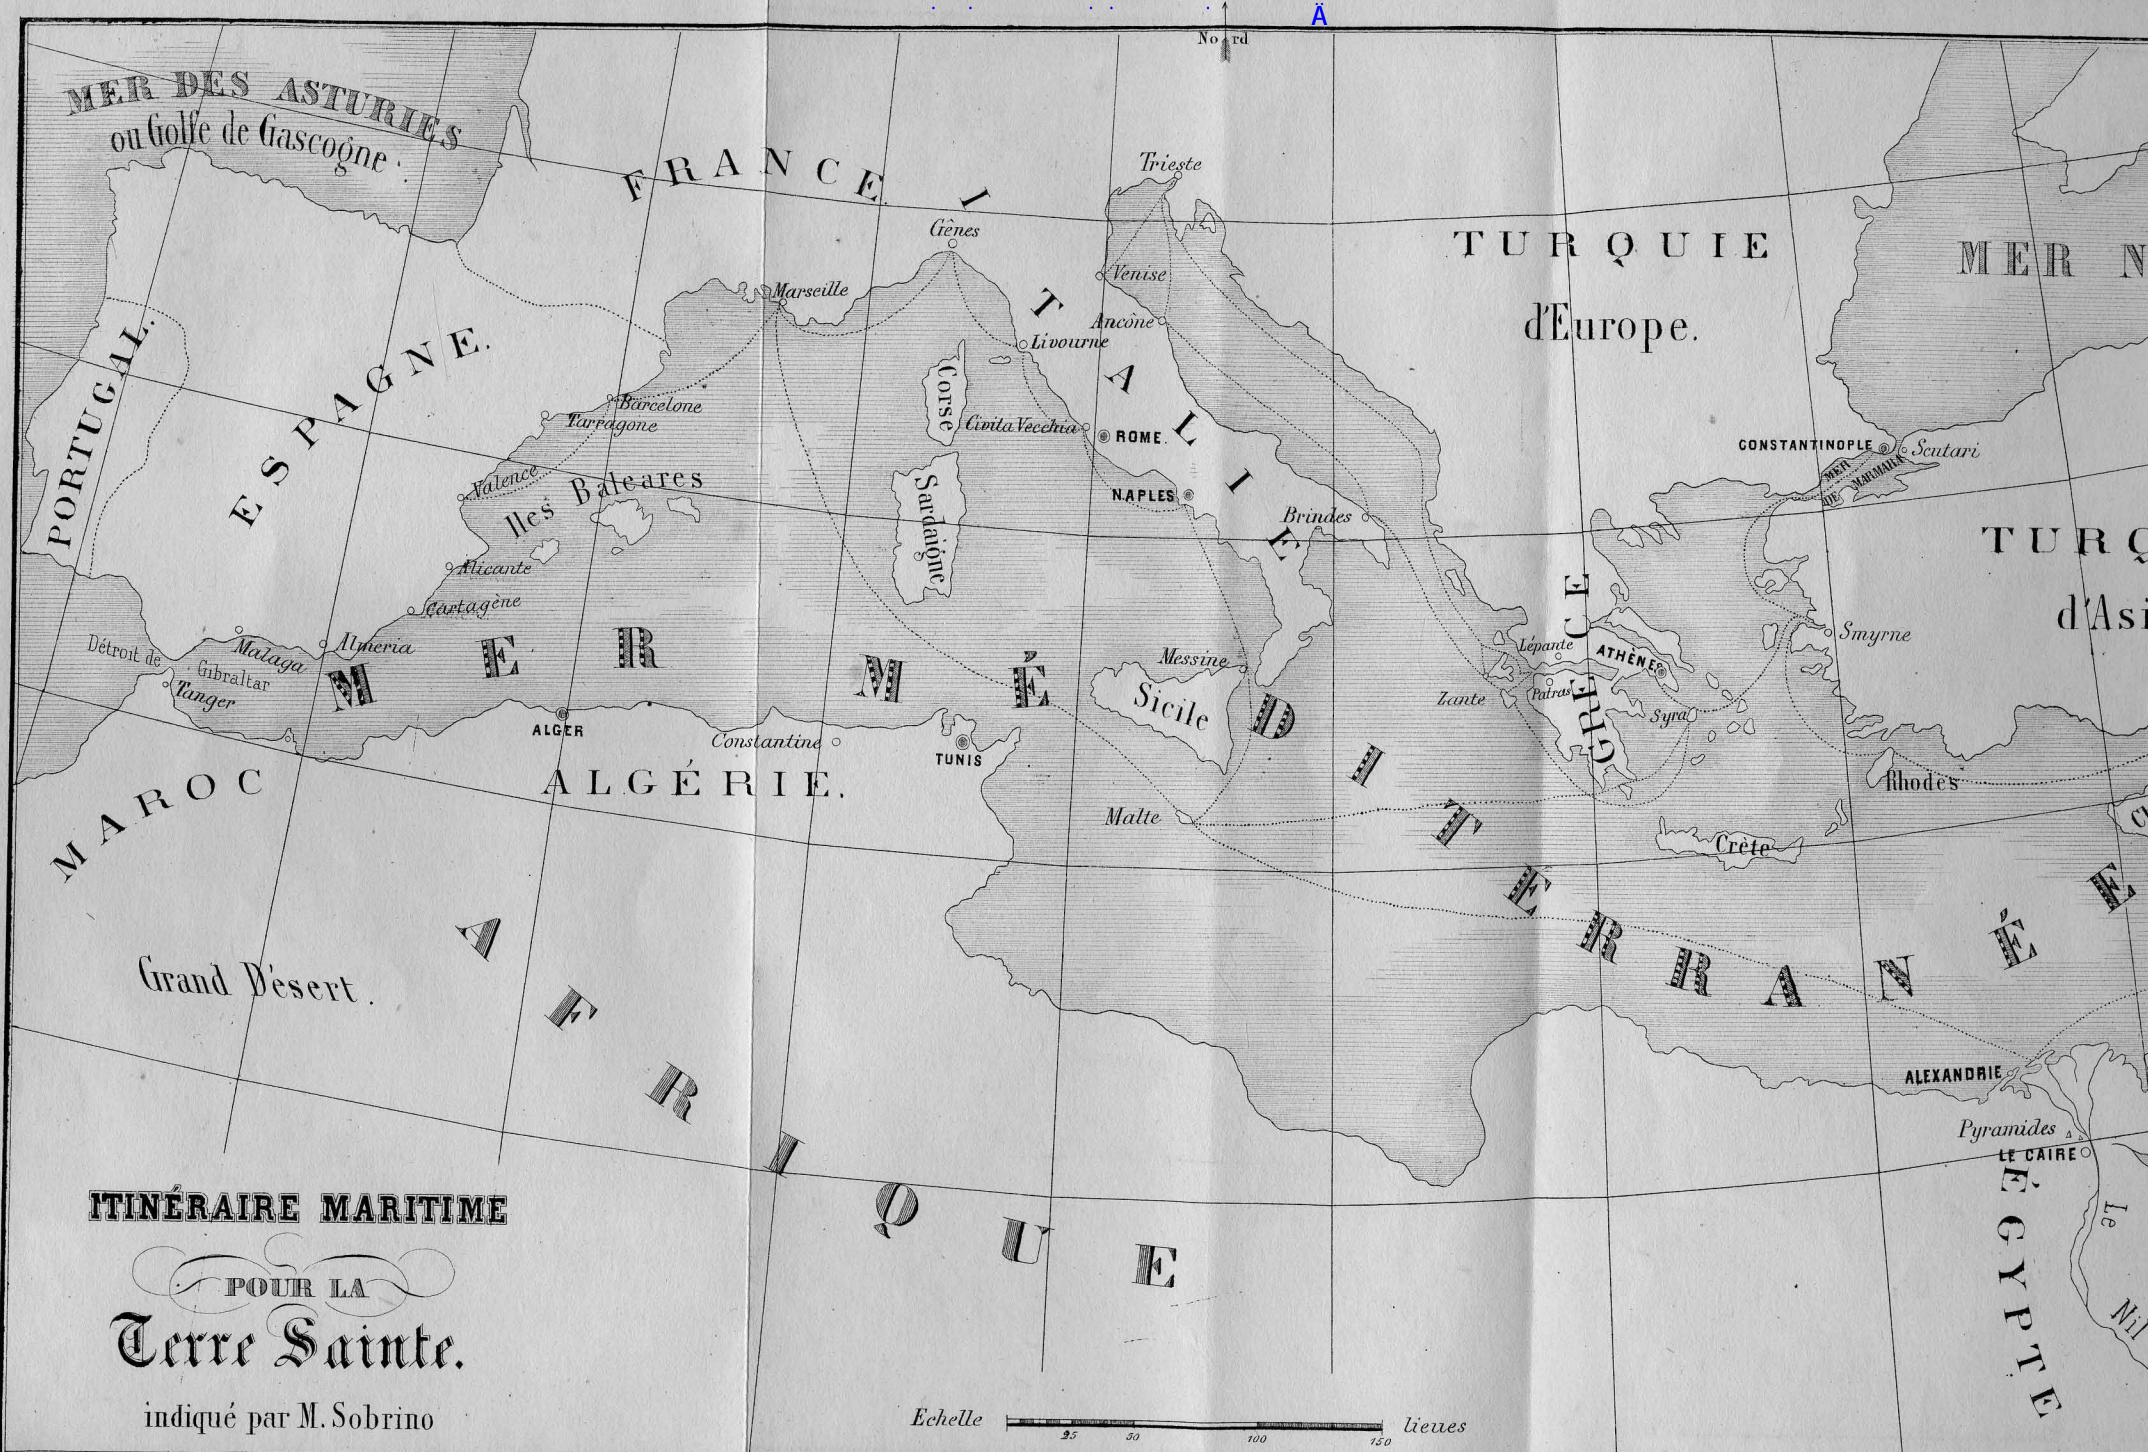 Ä
Nord
MER DES ASTURIES
ou Golfe de Gascogne
FRANCE.
ITALIE
Trieste
Gênes
Venise
Marseille
Ancône
Livourne
TURQUIE
d'Europe.
MER N
PORTUGAL.
ESPAGNE.
Barcelone
Tarragone
Corse
Civita Vecchia
ROME.
CONSTANTINOPLE
Scutari
MER
DE MARMARA
Valence
Iles Baleares
Sardaigne
NAPLES
Brindes
TURQ
d'Asi
Alicante
Cartagène
GRECE
Détroit de
Gibraltar
Malaga
Almeria
Tanger
MER MÉDITERRANÉE
Messine
Sicile
Lépante
ATHÈNES
Smyrne
Zante
Patras
Syra
ALGER
Constantine
TUNIS
MAROC
ALGÉRIE.
Malte
Rhodes
Crète
Grand Désert.
AFRIQUE
ALEXANDRIE
Pyramides
LE CAIRE
ÉGYPTE
Le
Nil
ITINÉRAIRE MARITIME
POUR LA
Terre Sainte.
indiqué par M. Sobrino
Echelle
lieues
25 50 100 150